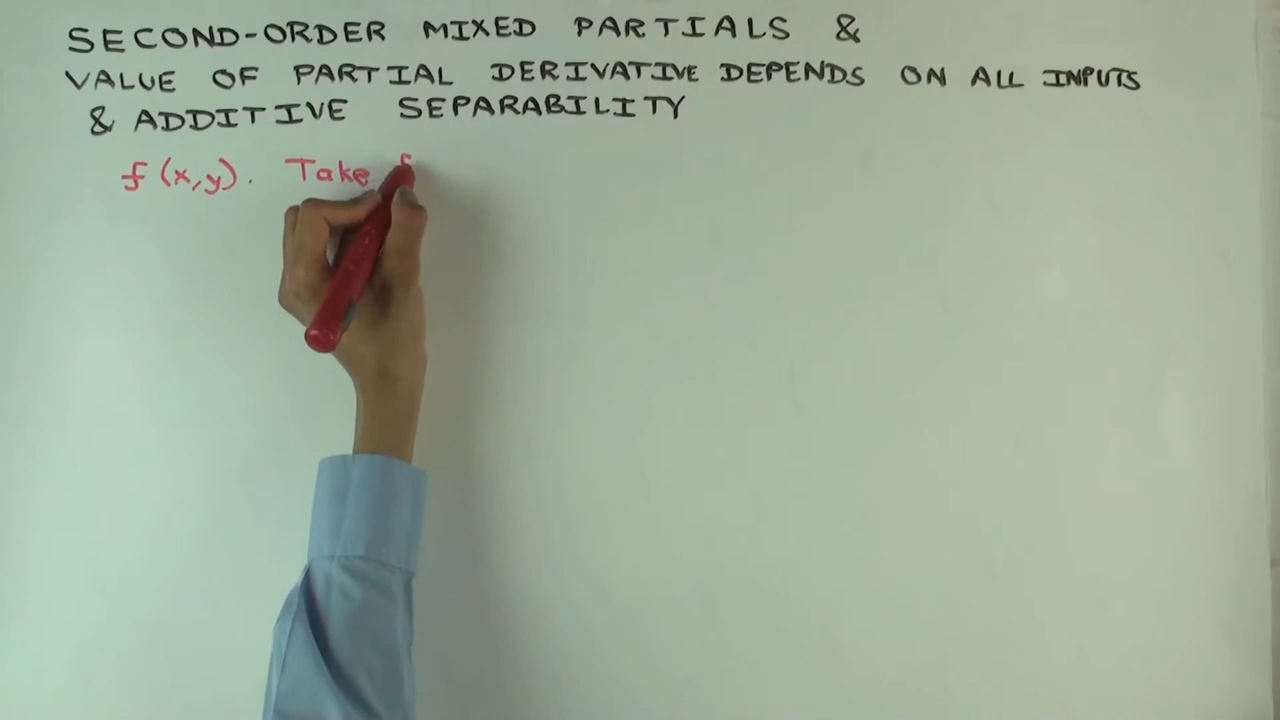 SECOND-ORDER MIXED PARTIALS &
VALUE OF PARTIAL DERIVATIVE DEPENDS ON ALL INPUTS
& ADDITIVE SEPARABILITY
f(x,y). Take